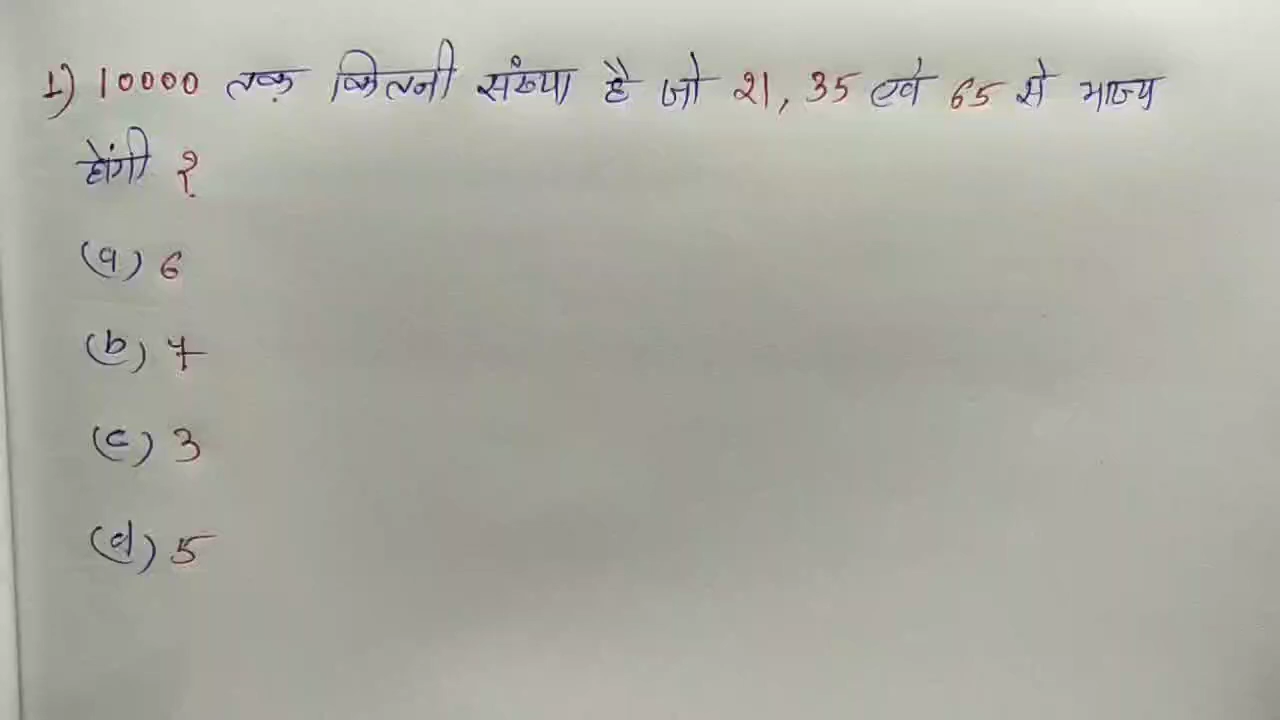 1) 10000 तक कितनी संख्या है जो 21, 35 एवं 65 से भाज्य
होंगी ?
(a) 6
(b) 7
(c) 3
(d) 5